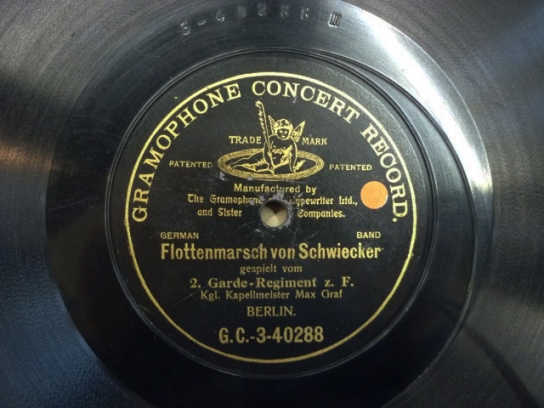 GRAMOPHONE CONCERT RECORD.
TRADE MARK
PATENTED PATENTED
Manufactured by
The Gramophone Typewriter Ltd.,
and Sister Companies.
GERMAN BAND
Flottenmarsch von Schwiecker
gespielt vom
2. Garde-Regiment z. F.
Kgl. Kapellmeister Max Graf
BERLIN.
G.C.-3-40288